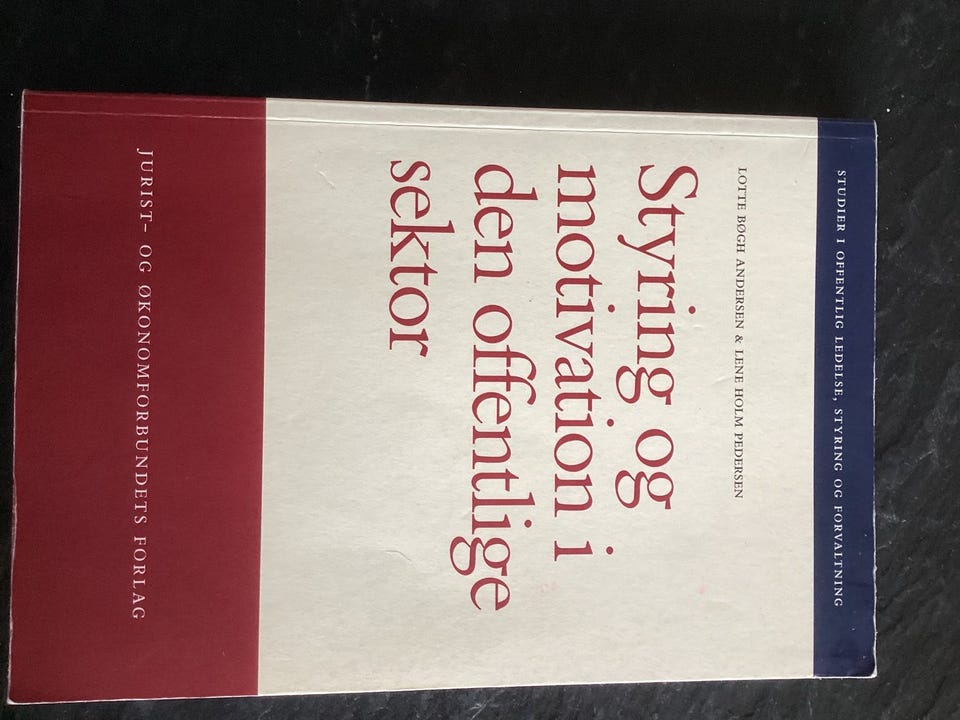 STUDIER I OFFENTLIG LEDELSE, STYRING OG FORVALTNING
LOTTE BØGH ANDERSEN & LENE HOLM PEDERSEN
Styring og
motivation i
den offentlige
sektor
JURIST– OG ØKONOMFORBUNDETS FORLAG